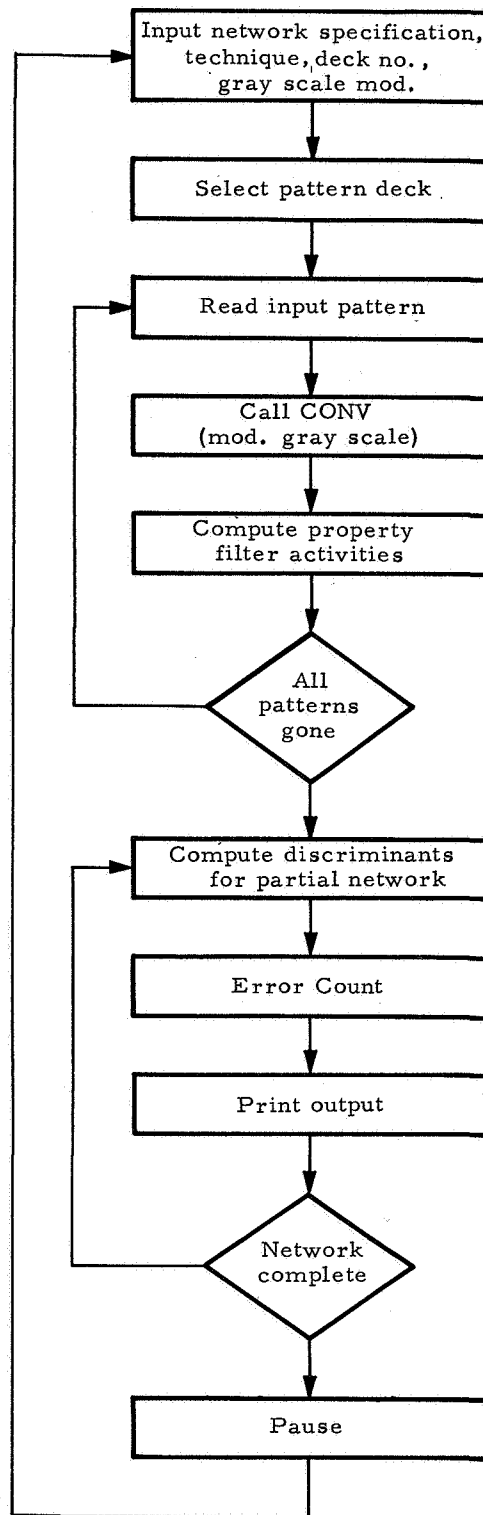 Input network specification,
technique, deck no.,
gray scale mod.
Select pattern deck
Read input pattern
Call CONV
(mod. gray scale)
Compute property
filter activities
All
patterns
gone
Compute discriminants
for partial network
Error Count
Print output
Network
complete
Pause